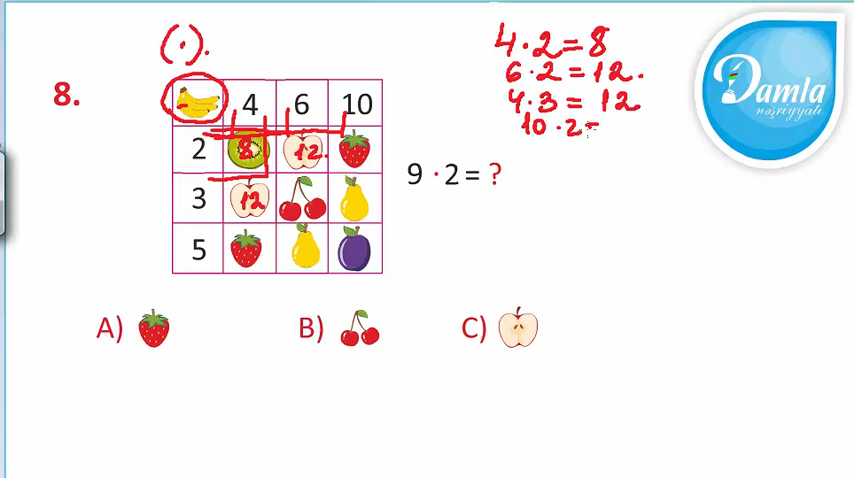 (·).
4·2=8
6·2=12.
4·3=12
10·2=
Damla
nəşriyyatı
8.
4 6 10
2 8 12.
3 12
5
9·2=?
A)
B)
C)